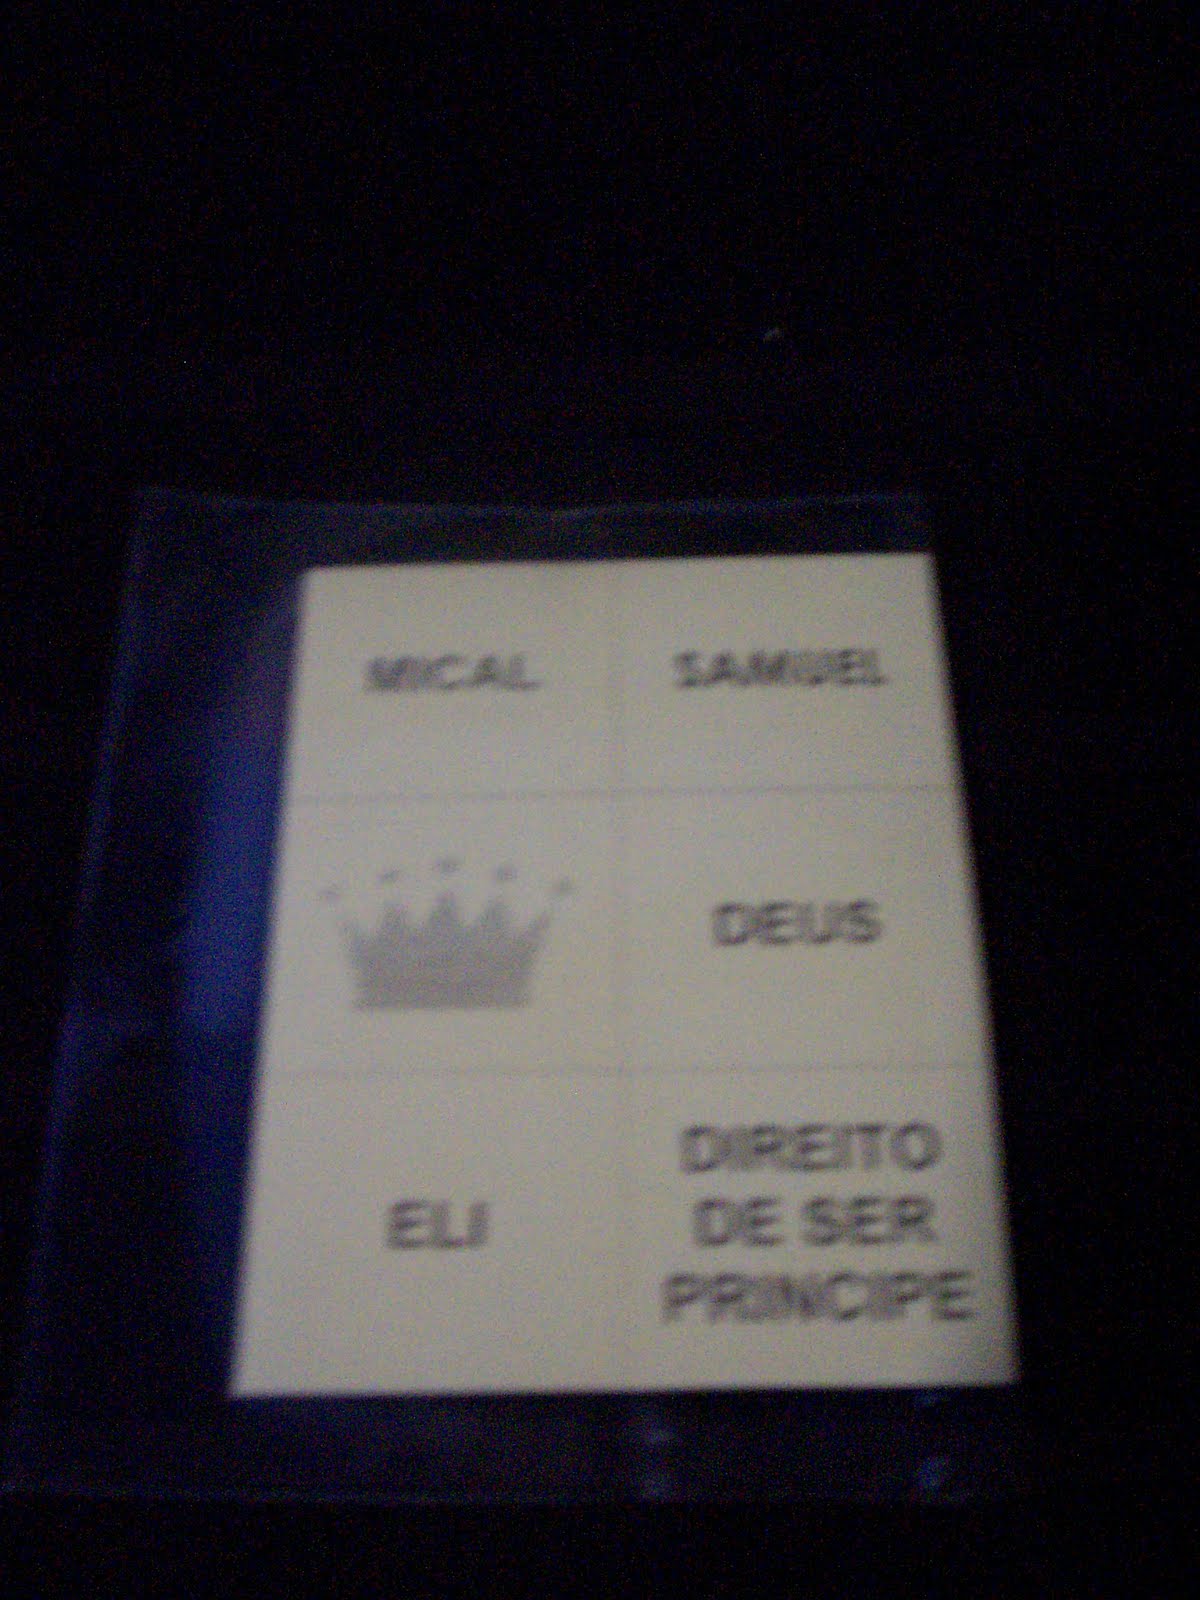 MICAL
SAMUEL
DEUS
ELI
DIREITO
DE SER
PRINCIPE